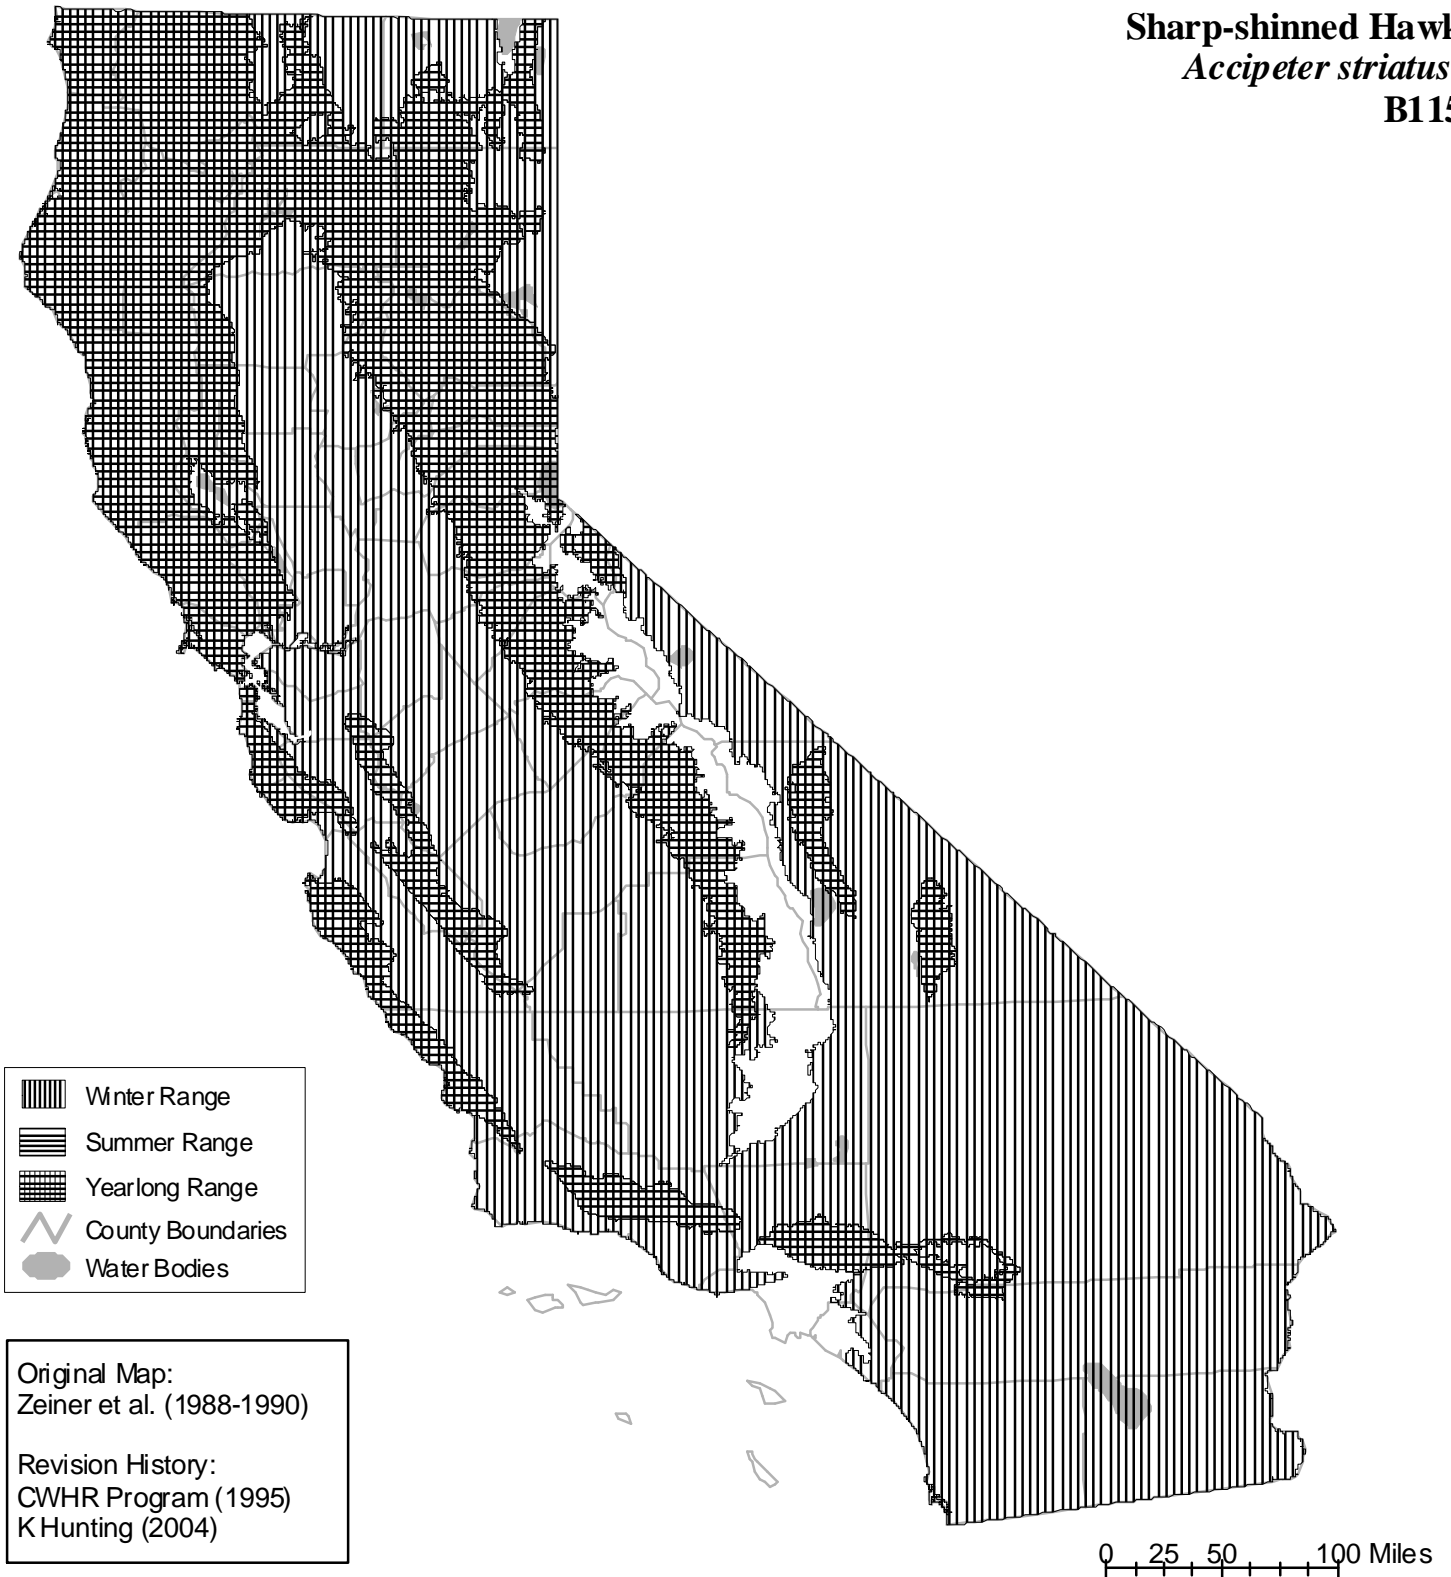 Sharp-shinned Hawk
Accipeter striatus
B115
Winter Range
Summer Range
Yearlong Range
County Boundaries
Water Bodies
Original Map:
Zeiner et al. (1988-1990)
Revision History:
CWHR Program (1995)
K Hunting (2004)
0 25 50 100 Miles